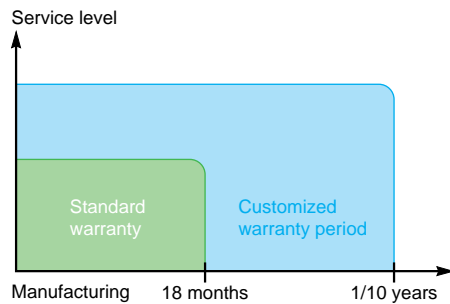 Service level
Standard
warranty
Customized
warranty period
Manufacturing
18 months
1/10 years